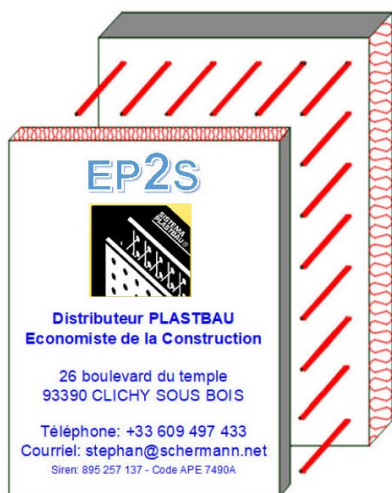 EP2S
SISTEMA
PLASTBAU®
Distributeur PLASTBAU
Economiste de la Construction
26 boulevard du temple
93390 CLICHY SOUS BOIS
Téléphone: +33 609 497 433
Courriel: stephan@schermann.net
Siren: 895 257 137 - Code APE 7490A